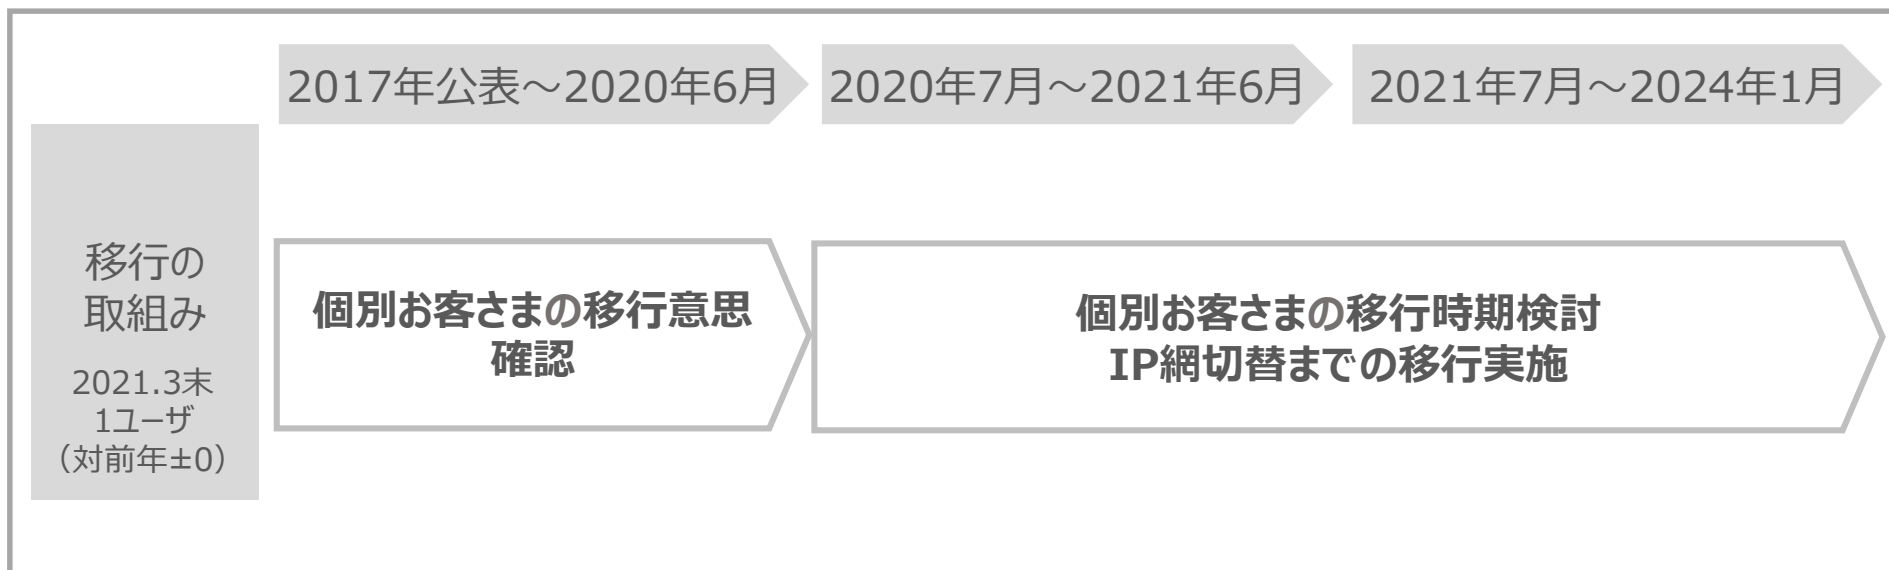 2017年公表～2020年6月
2020年7月～2021年6月
2021年7月～2024年1月
移行の
取組み
2021.3末
1ユーザ
（対前年±0）
個別お客さまの移行意思
確認
個別お客さまの移行時期検討
IP網切替までの移行実施